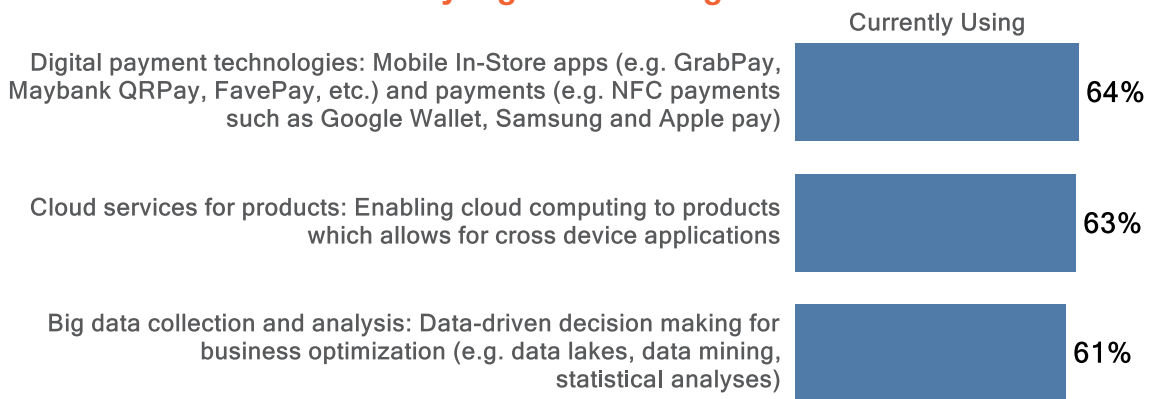 Currently Using
Digital payment technologies: Mobile In-Store apps (e.g. GrabPay,
Maybank QRPay, FavePay, etc.) and payments (e.g. NFC payments
such as Google Wallet, Samsung and Apple pay)
64%
Cloud services for products: Enabling cloud computing to products
which allows for cross device applications
63%
Big data collection and analysis: Data-driven decision making for
business optimization (e.g. data lakes, data mining,
statistical analyses)
61%